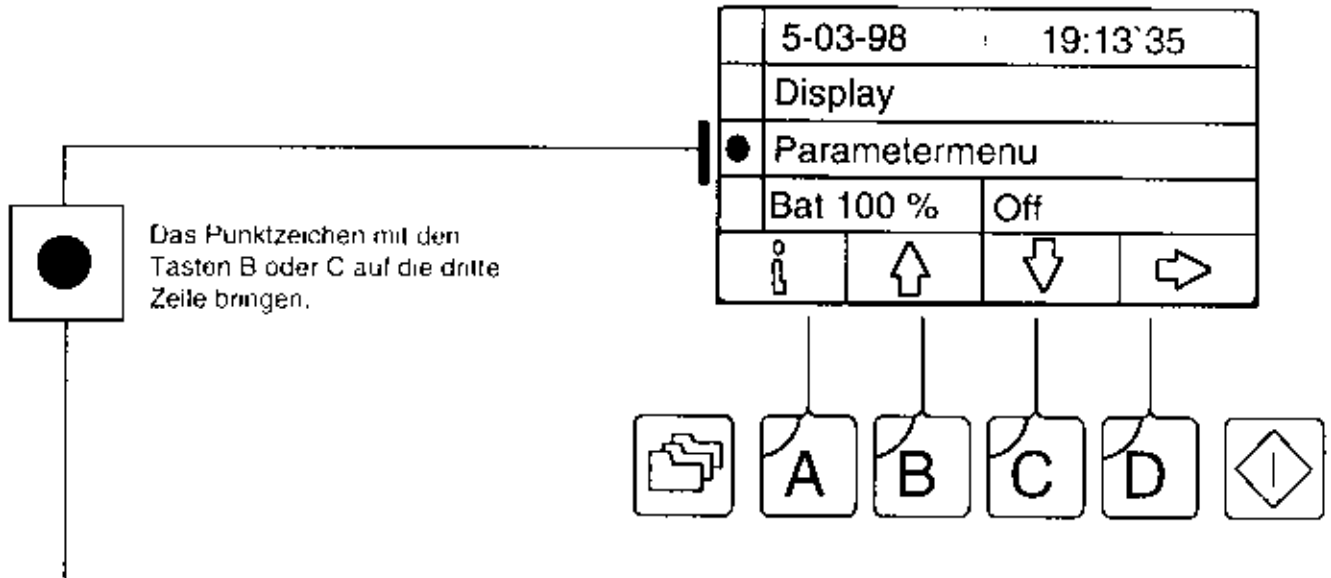 5-03-98 19:13`35
Display
Parametermenu
Bat 100 % Off
Das Punktzeichen mit den
Tasten B oder C auf die dritte
Zeile bringen.
A B C D